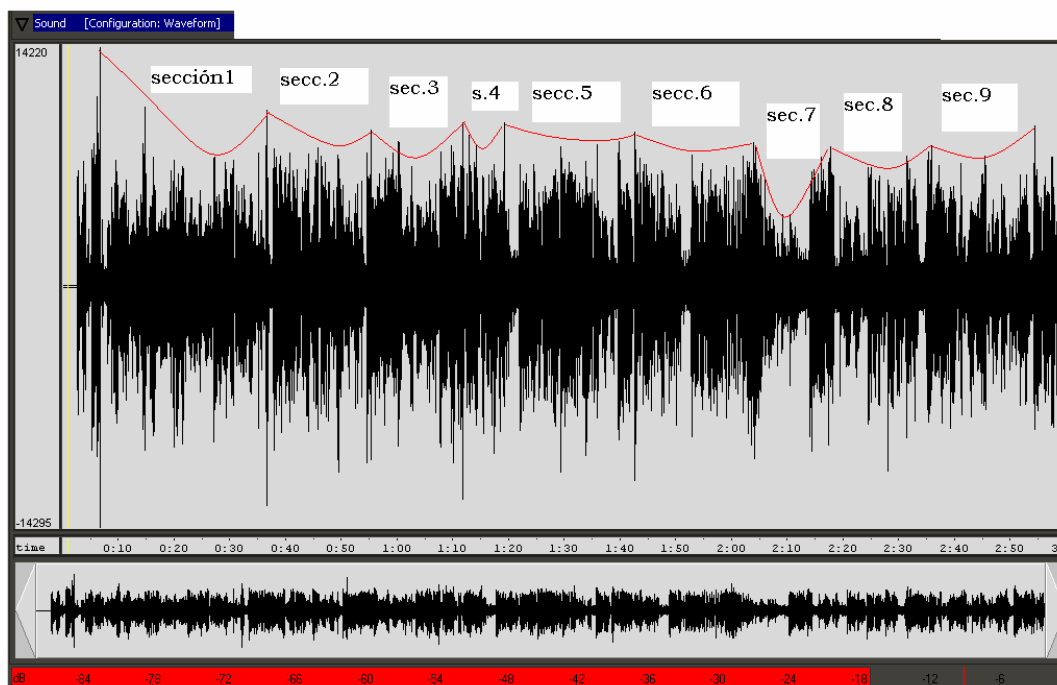 Sound [Configuration: Waveform]
14220
sección1
secc.2
sec.3
s.4
secc.5
secc.6
sec.7
sec.8
sec.9
-14295
time 0:10 0:20 0:30 0:40 0:50 1:00 1:10 1:20 1:30 1:40 1:50 2:00 2:10 2:20 2:30 2:40 2:50 3
dB -84 -78 -72 -66 -60 -54 -48 -42 -36 -30 -24 -18 -12 -6